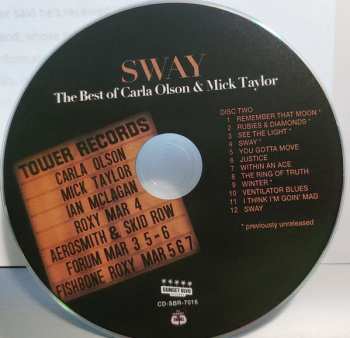 SWAY
The Best of Carla Olson & Mick Taylor
TOWER RECORDS
CARLA OLSON
MICK TAYLOR
IAN MCLAGAN
ROXY MAR 4
AEROSMITH & SKID ROW
FORUM MAR 3 5-6
FISHBONE ROXY MAR 5 6 7
DISC TWO
1 REMEMBER THAT MOON *
2 RUBIES & DIAMONDS *
3 SEE THE LIGHT *
4 SWAY *
5 YOU GOTTA MOVE
6 JUSTICE
7 WITHIN AN ACE
8 THE RING OF TRUTH
9 WINTER *
10 VENTILATOR BLUES
11 I THINK I'M GOIN' MAD
12 SWAY
* previously unreleased
SUNSET BLVD
CD-SBR-7016